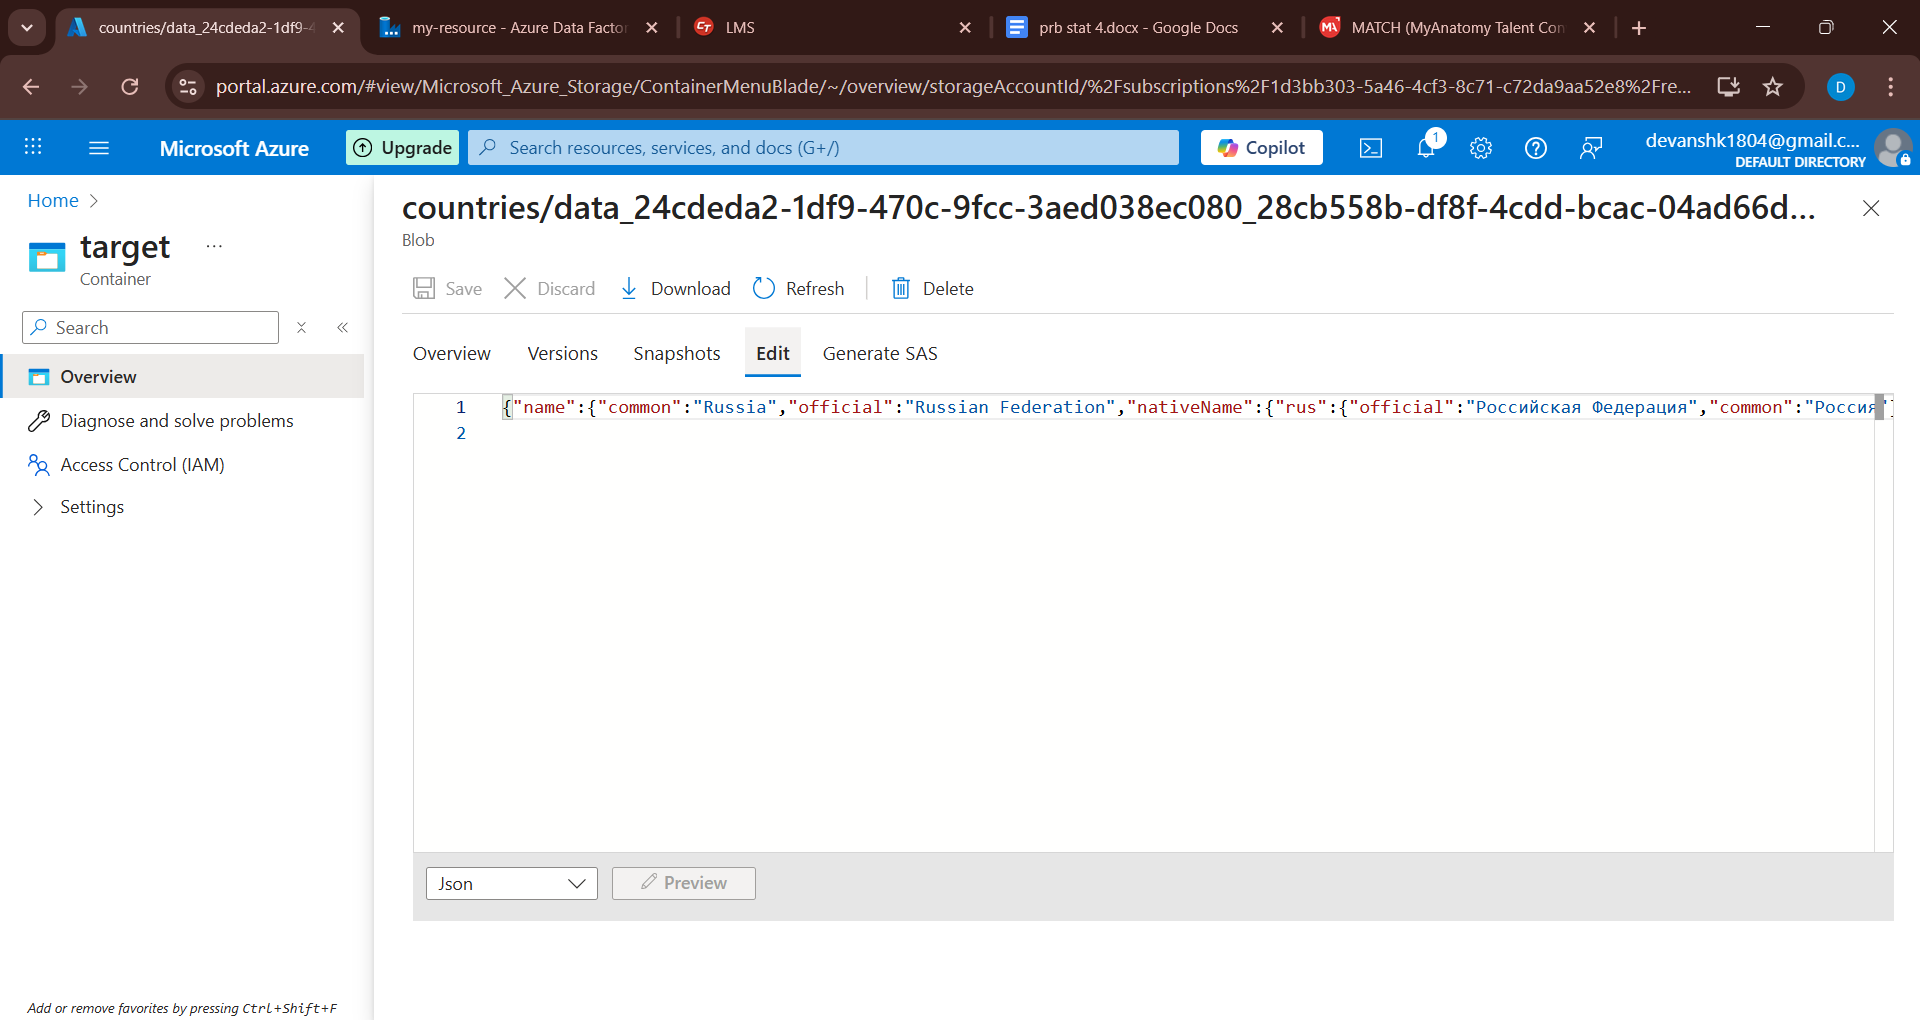 countries/data_24cdeda2-1df9-4
my-resource - Azure Data Factor
LMS
prb stat 4.docx - Google Docs
MATCH (MyAnatomy Talent Con
portal.azure.com/#view/Microsoft_Azure_Storage/ContainerMenuBlade/~/overview/storageAccountId/%2Fsubscriptions%2F1d3bb303-5a46-4cf3-8c71-c72da9aa52e8%2Fre...
D
Microsoft Azure
Upgrade
Search resources, services, and docs (G+/)
Copilot
1
devanshk1804@gmail.c...
DEFAULT DIRECTORY
Home
target
Container
Search
Overview
Diagnose and solve problems
Access Control (IAM)
Settings
Add or remove favorites by pressing Ctrl+Shift+F
countries/data_24cdeda2-1df9-470c-9fcc-3aed038ec080_28cb558b-df8f-4cdd-bcac-04ad66d...
Blob
Save
Discard
Download
Refresh
Delete
Overview
Versions
Snapshots
Edit
Generate SAS
1 {"name":{"common":"Russia","official":"Russian Federation","nativeName":{"rus":{"official":"Российская Федерация","common":"Россия"}
2
Json
Preview